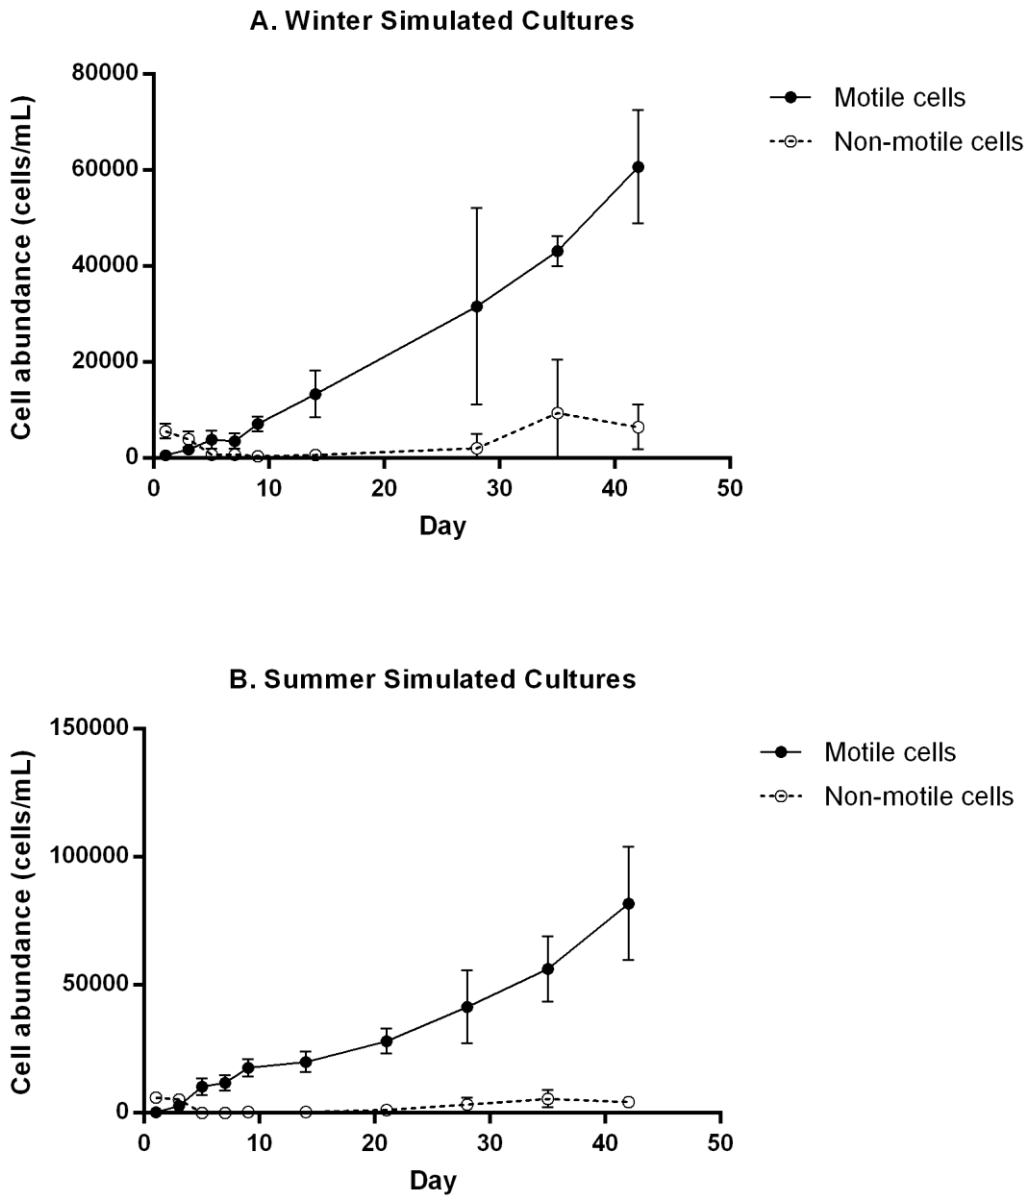 A. Winter Simulated Cultures
80000
60000
40000
20000
0
Cell abundance (cells/mL)
0 10 20 30 40 50
Day
Motile cells
Non-motile cells
B. Summer Simulated Cultures
150000
100000
50000
0
Cell abundance (cells/mL)
0 10 20 30 40 50
Day
Motile cells
Non-motile cells